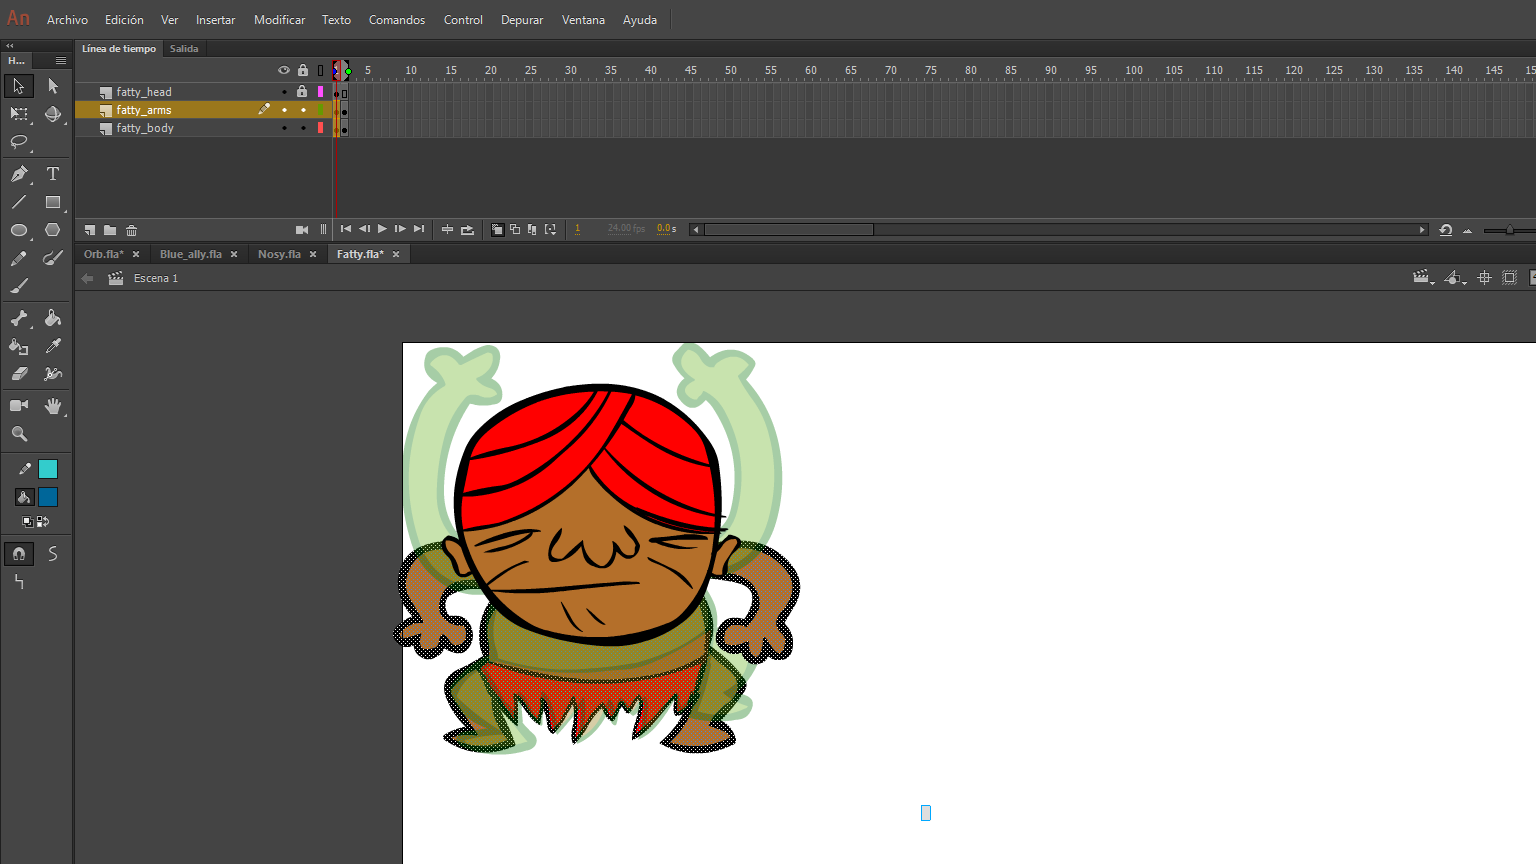 An Archivo Edición Ver Insertar Modificar Texto Comandos Control Depurar Ventana Ayuda
H...
Línea de tiempo Salida
5 10 15 20 25 30 35 40 45 50 55 60 65 70 75 80 85 90 95 100 105 110 115 120 125 130 135 140 145 15
fatty_head
fatty_arms
fatty_body
T
1 24.00 fps 0.0 s
Orb.fla* Blue_ally.fla Nosy.fla Fatty.fla*
Escena 1